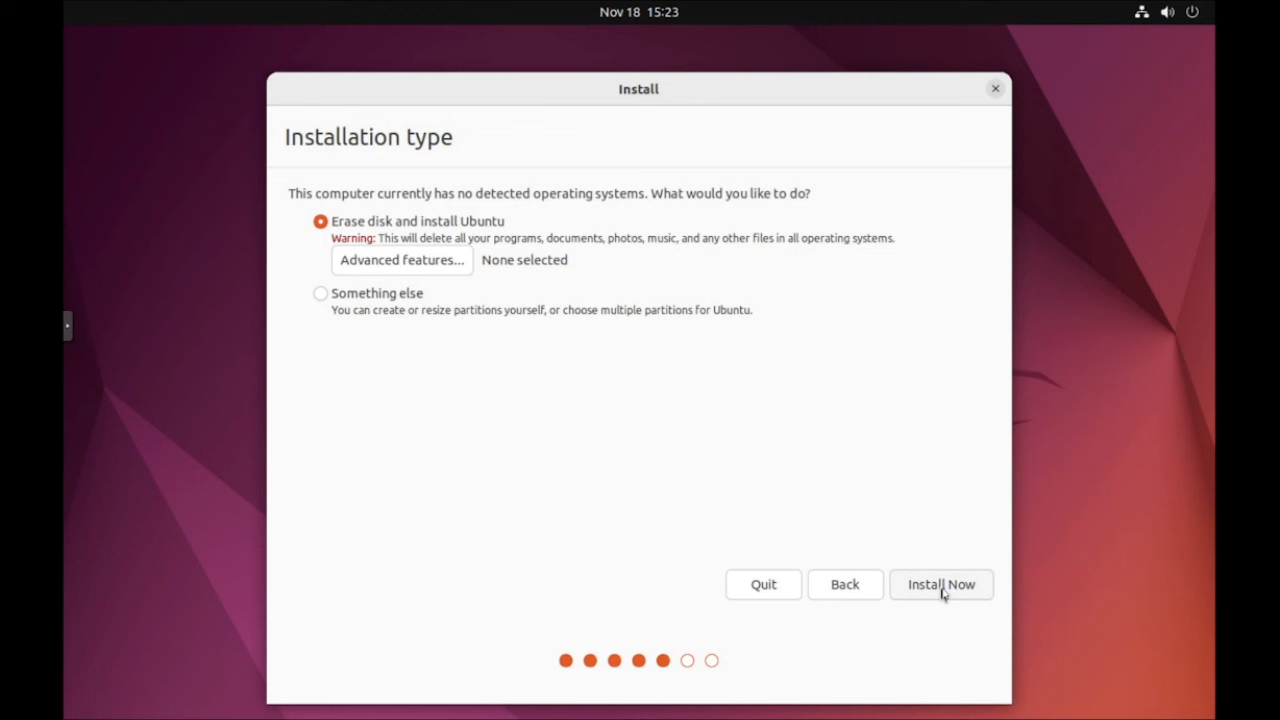 Nov 18 15:23
Install
Installation type
This computer currently has no detected operating systems. What would you like to do?
Erase disk and install Ubuntu
Warning: This will delete all your programs, documents, photos, music, and any other files in all operating systems.
Advanced features... None selected
Something else
You can create or resize partitions yourself, or choose multiple partitions for Ubuntu.
Quit Back Install Now